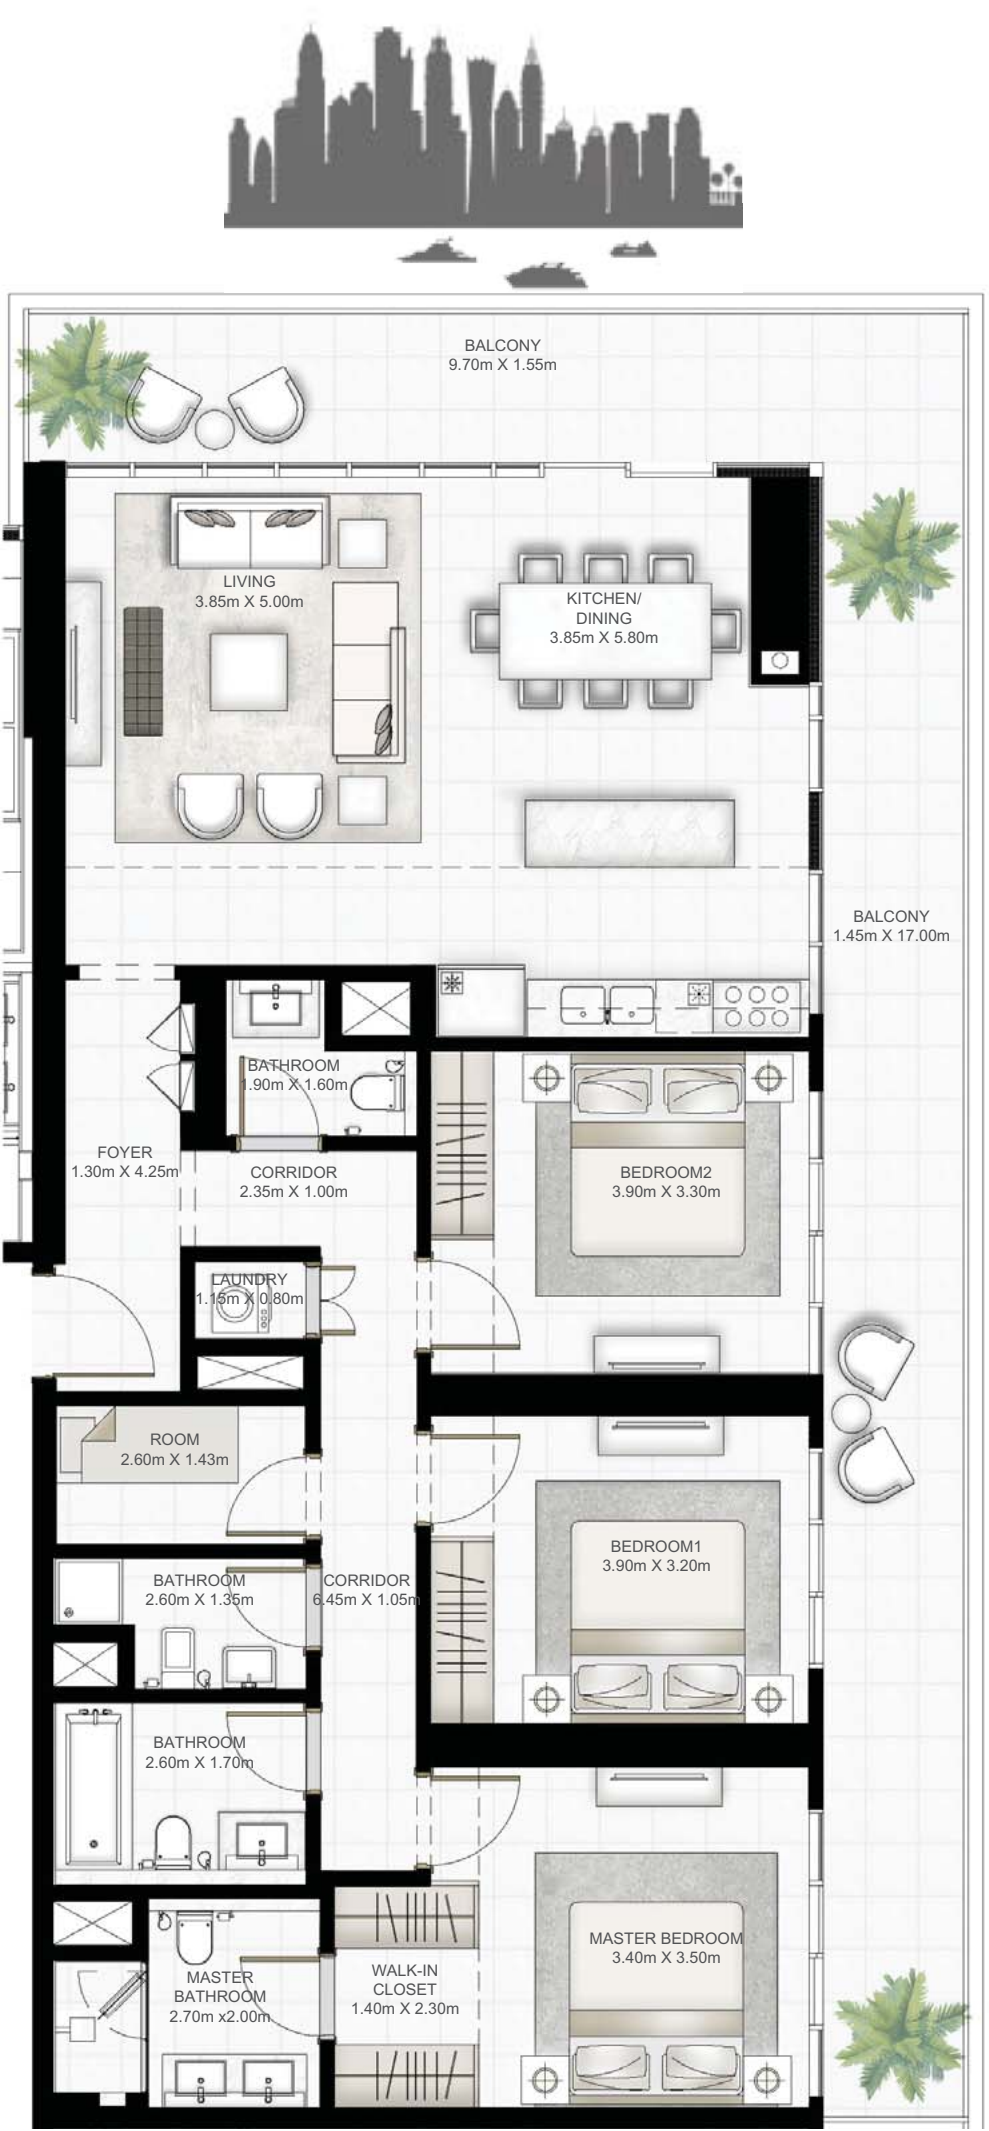 BALCONY
9.70m X 1.55m
LIVING
3.85m X 5.00m
KITCHEN/
DINING
3.85m X 5.80m
BALCONY
1.45m X 17.00m
BATHROOM
1.90m X 1.60m
FOYER
1.30m X 4.25m
CORRIDOR
2.35m X 1.00m
BEDROOM2
3.90m X 3.30m
LAUNDRY
1.15m X 0.80m
ROOM
2.60m X 1.43m
BEDROOM1
3.90m X 3.20m
BATHROOM
2.60m X 1.35m
CORRIDOR
6.45m X 1.05m
BATHROOM
2.60m X 1.70m
MASTER BEDROOM
3.40m X 3.50m
WALK-IN
CLOSET
1.40m X 2.30m
MASTER
BATHROOM
2.70m x2.00m